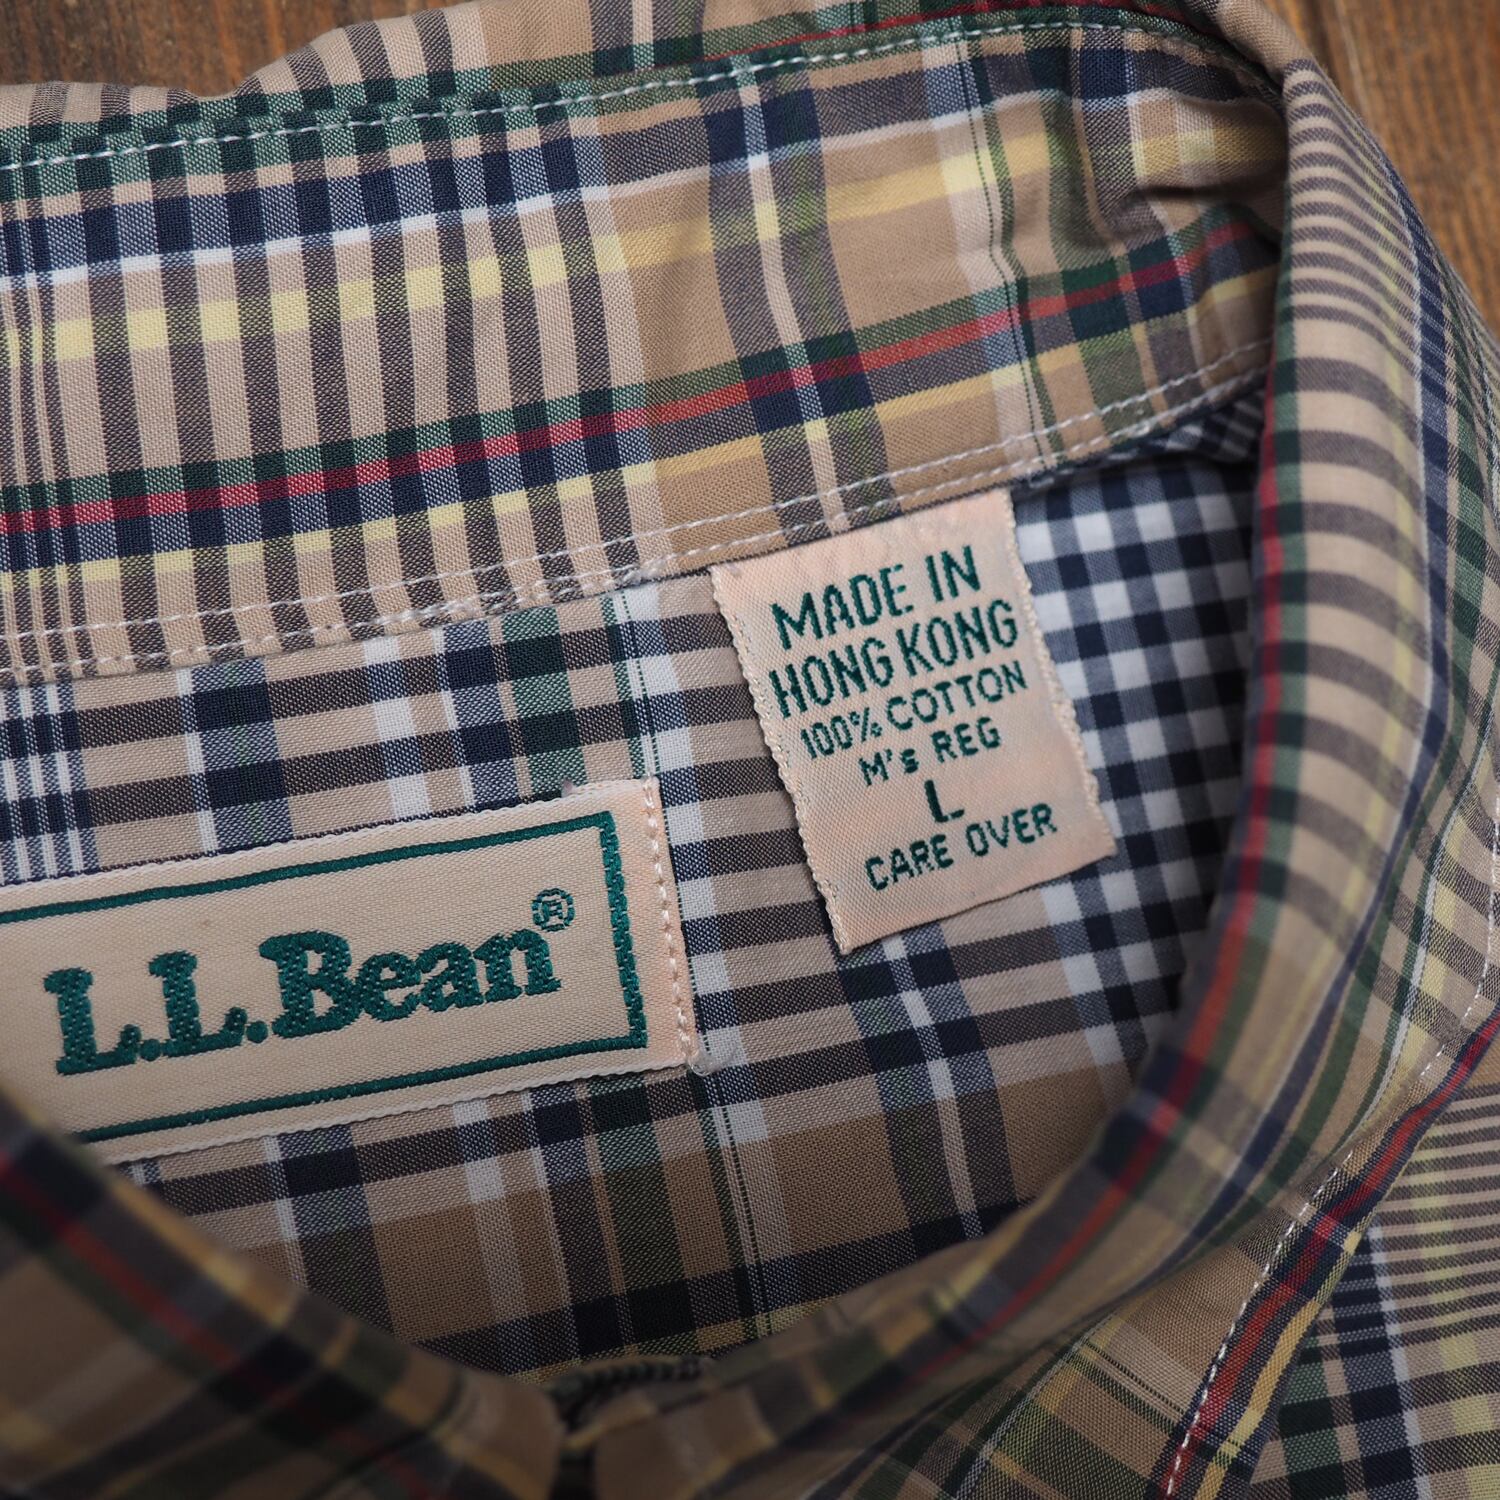 MADE IN
HONG KONG
100% COTTON
M's REG
L
CARE OVER
L.L.Bean®